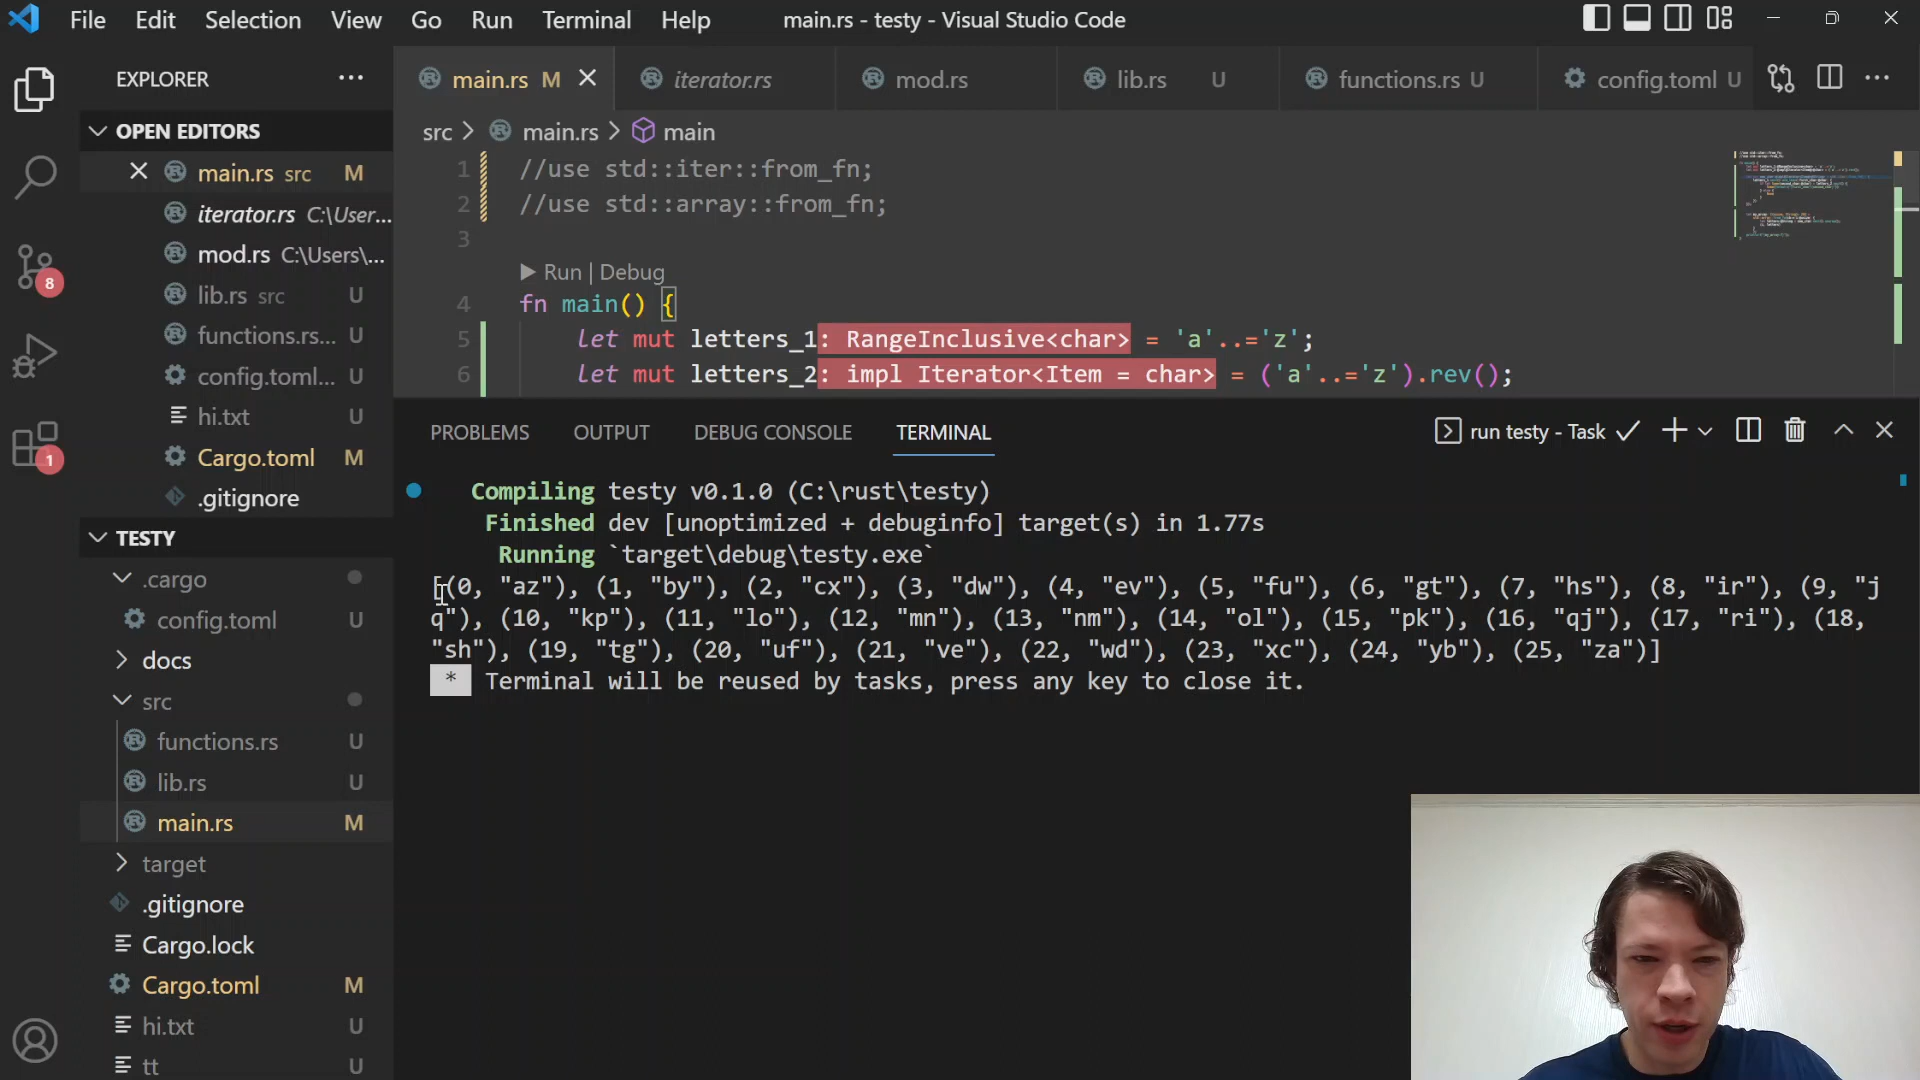 File Edit Selection View Go Run Terminal Help main.rs - testy - Visual Studio Code
EXPLORER
OPEN EDITORS
main.rs src M
iterator.rs C:\User...
mod.rs C:\Users\...
lib.rs src U
functions.rs... U
config.toml... U
hi.txt U
Cargo.toml M
.gitignore
TESTY
.cargo
config.toml U
docs
src
functions.rs U
lib.rs U
main.rs M
target
.gitignore
Cargo.lock
Cargo.toml M
hi.txt U
tt U
8
1
main.rs M iterator.rs mod.rs lib.rs U functions.rs U config.toml U
src > main.rs > main
1 //use std::iter::from_fn;
2 //use std::array::from_fn;
3
Run | Debug
4 fn main() {
5 let mut letters_1: RangeInclusive<char> = 'a'..='z';
6 let mut letters_2: impl Iterator<Item = char> = ('a'..='z').rev();
PROBLEMS OUTPUT DEBUG CONSOLE TERMINAL run testy - Task
Compiling testy v0.1.0 (C:\rust\testy)
Finished dev [unoptimized + debuginfo] target(s) in 1.77s
Running `target\debug\testy.exe`
[(0, "az"), (1, "by"), (2, "cx"), (3, "dw"), (4, "ev"), (5, "fu"), (6, "gt"), (7, "hs"), (8, "ir"), (9, "j
q"), (10, "kp"), (11, "lo"), (12, "mn"), (13, "nm"), (14, "ol"), (15, "pk"), (16, "qj"), (17, "ri"), (18,
"sh"), (19, "tg"), (20, "uf"), (21, "ve"), (22, "wd"), (23, "xc"), (24, "yb"), (25, "za")]
* Terminal will be reused by tasks, press any key to close it.